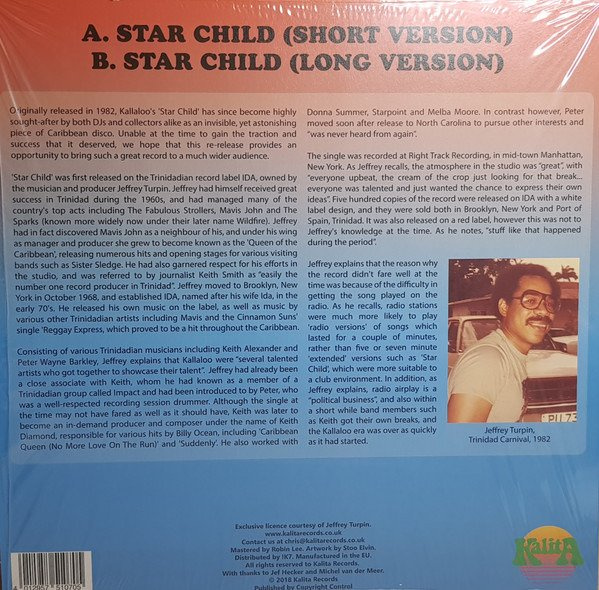 A. STAR CHILD (SHORT VERSION)
B. STAR CHILD (LONG VERSION)
Originally released in 1982, Kallaloo's 'Star Child' has since become highly
sought-after by both DJs and collectors alike as an invisible, yet astonishing
piece of Caribbean disco. Unable at the time to gain the traction and
success that it deserved, we hope that this re-release provides an
opportunity to bring such a great record to a much wider audience.
'Star Child' was first released on the Trinidadian record label IDA, owned by
the musician and producer Jeffrey Turpin. Jeffrey had himself received great
success in Trinidad during the 1960s, and had managed many of the
country's top acts including The Fabulous Strollers, Mavis John and The
Sparks (known more widely now under their later name Wildfire). Jeffrey
had in fact discovered Mavis John as a neighbour of his, and under his wing
as manager and producer she grew to become known as the 'Queen of the
Caribbean', releasing numerous hits and opening stages for various visiting
bands such as Sister Sledge. He had also garnered respect for his efforts in
the studio, and was referred to by journalist Keith Smith as "easily the
number one record producer in Trinidad". Jeffrey moved to Brooklyn, New
York in October 1968, and established IDA, named after his wife Ida, in the
early 70's. He released his own music on the label, as well as music by
various other Trinidadian artists including Mavis and the Cinnamon Suns'
single 'Reggay Express', which proved to be a hit throughout the Caribbean.
Consisting of various Trinidadian musicians including Keith Alexander and
Peter Wayne Barkley, Jeffrey explains that Kallaloo were "several talented
artists who got together to showcase their talent". Jeffrey had already been
a close associate with Keith, whom he had known as a member of a
Trinidadian group called Impact and had been introduced to by Peter, who
was a well-respected recording session drummer. Although the single at
the time may not have fared as well as it should have, Keith was later to
become an in-demand producer and composer under the name of Keith
Diamond, responsible for various hits by Billy Ocean, including 'Caribbean
Queen (No More Love On The Run)' and 'Suddenly'. He also worked with
Donna Summer, Starpoint and Melba Moore. In contrast however, Peter
moved soon after release to North Carolina to pursue other interests and
"was never heard from again".
The single was recorded at Right Track Recording, in mid-town Manhattan,
New York. As Jeffrey recalls, the atmosphere in the studio was "great", with
"everyone upbeat, the cream of the crop just looking for that break...
everyone was talented and just wanted the chance to express their own
ideas". Five hundred copies of the record were released on IDA with a white
label design, and they were sold both in Brooklyn, New York and Port of
Spain, Trinidad. It was also released on a red label, however this was not to
Jeffrey's knowledge at the time. As he notes, "stuff like that happened
during the period".
Jeffrey explains that the reason why
the record didn't fare well at the
time was because of the difficulty in
getting the song played on the
radio. As he recalls, radio stations
were much more likely to play
'radio versions' of songs which
lasted for a couple of minutes,
rather than five or seven minute
'extended' versions such as 'Star
Child', which were more suitable to
a club environment. In addition, as
Jeffrey explains, radio airplay is a
"political business", and also within
a short while band members such
as Keith got their own breaks, and
the Kallaloo era was over as quickly
as it had started.
PU 73
Jeffrey Turpin,
Trinidad Carnival, 1982
Exclusive licence courtesy of Jeffrey Turpin.
www.kalitarecords.co.uk
Contact us at chris@kalitarecords.co.uk
Mastered by Robin Lee. Artwork by Stoo Elvin.
Distributed by !K7. Manufactured in the EU.
All rights reserved to Kalita Records.
With thanks to Jef Hecker and Michel van der Meer.
© 2018 Kalita Records
Published by Copyright Control
KalitA
4 012957 510705